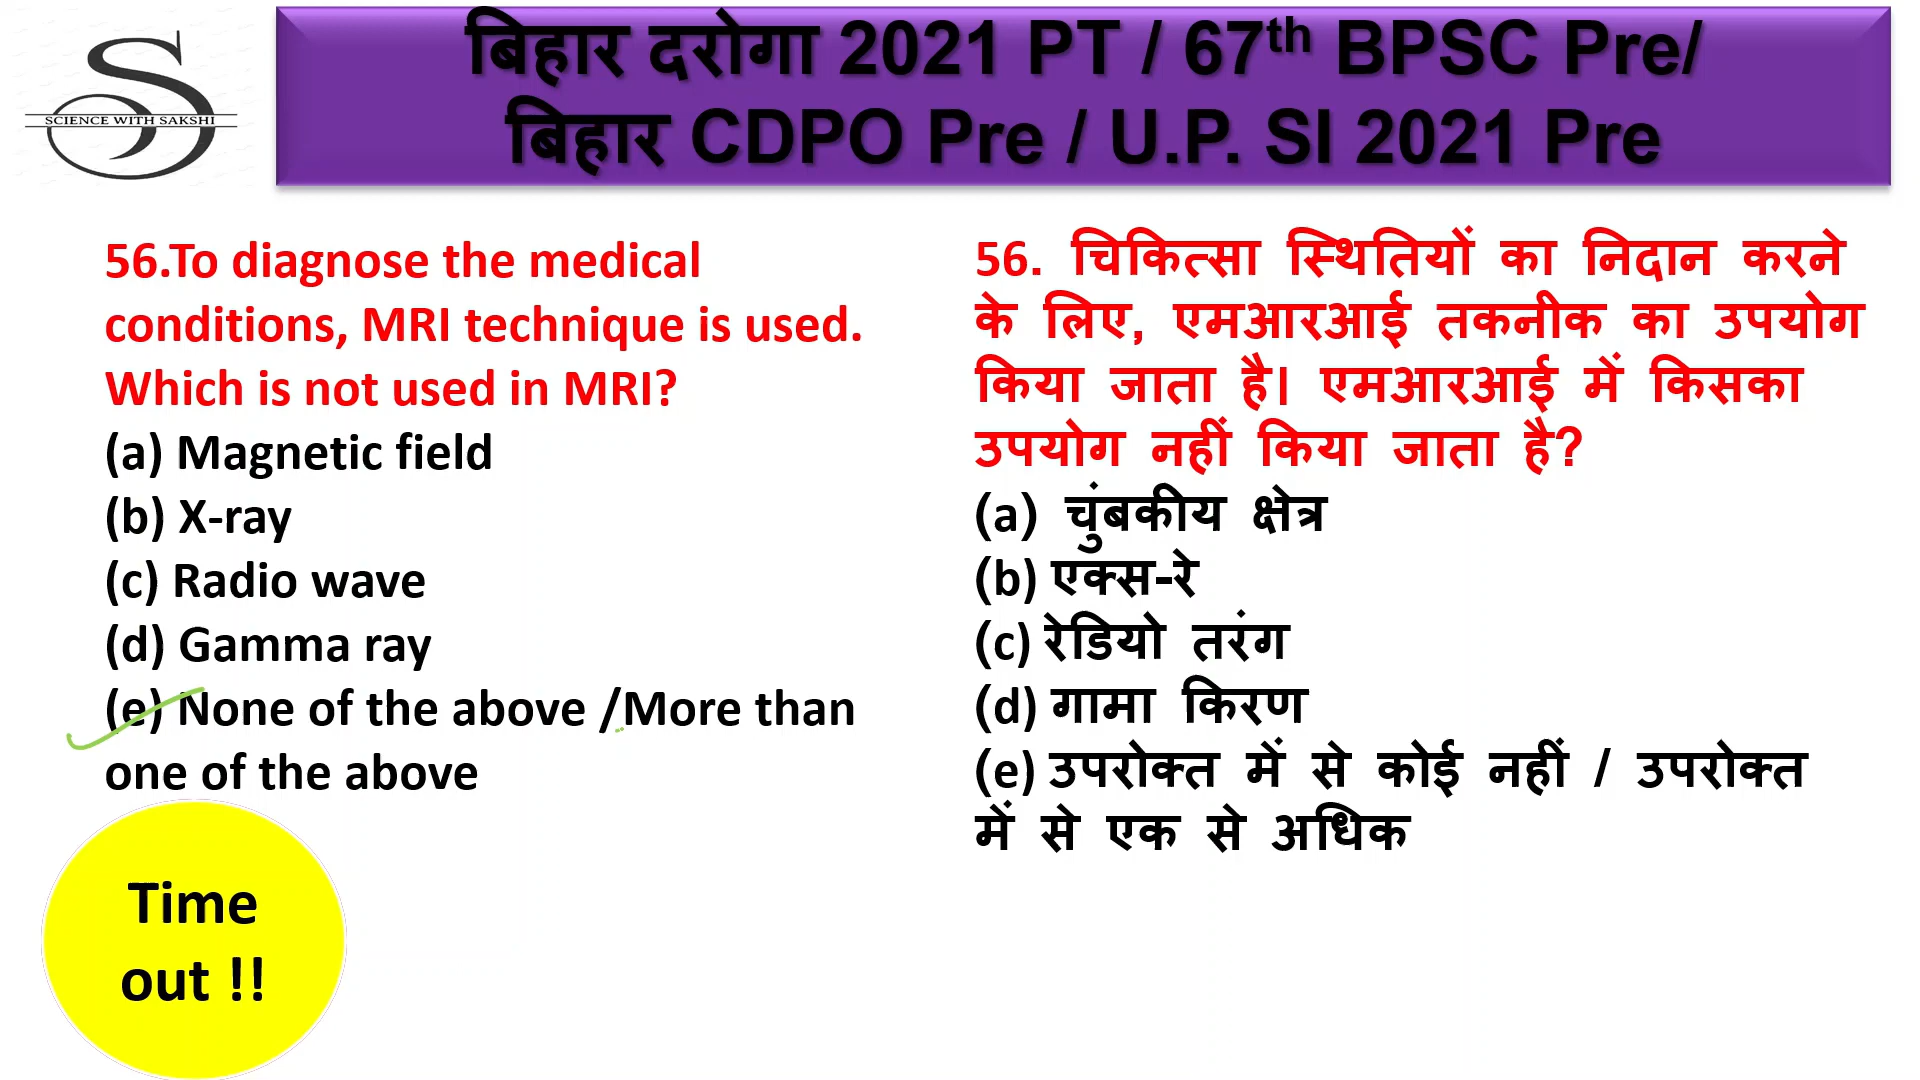 बिहार दरोगा 2021 PT / 67th BPSC Pre/
बिहार CDPO Pre / U.P. SI 2021 Pre
SCIENCE WITH SAKSHI
56.To diagnose the medical
conditions, MRI technique is used.
Which is not used in MRI?
(a) Magnetic field
(b) X-ray
(c) Radio wave
(d) Gamma ray
(e) None of the above /More than
one of the above
56. चिकित्सा स्थितियों का निदान करने
के लिए, एमआरआई तकनीक का उपयोग
किया जाता है। एमआरआई में किसका
उपयोग नहीं किया जाता है?
(a) चुंबकीय क्षेत्र
(b) एक्स-रे
(c) रेडियो तरंग
(d) गामा किरण
(e) उपरोक्त में से कोई नहीं / उपरोक्त
में से एक से अधिक
Time
out !!